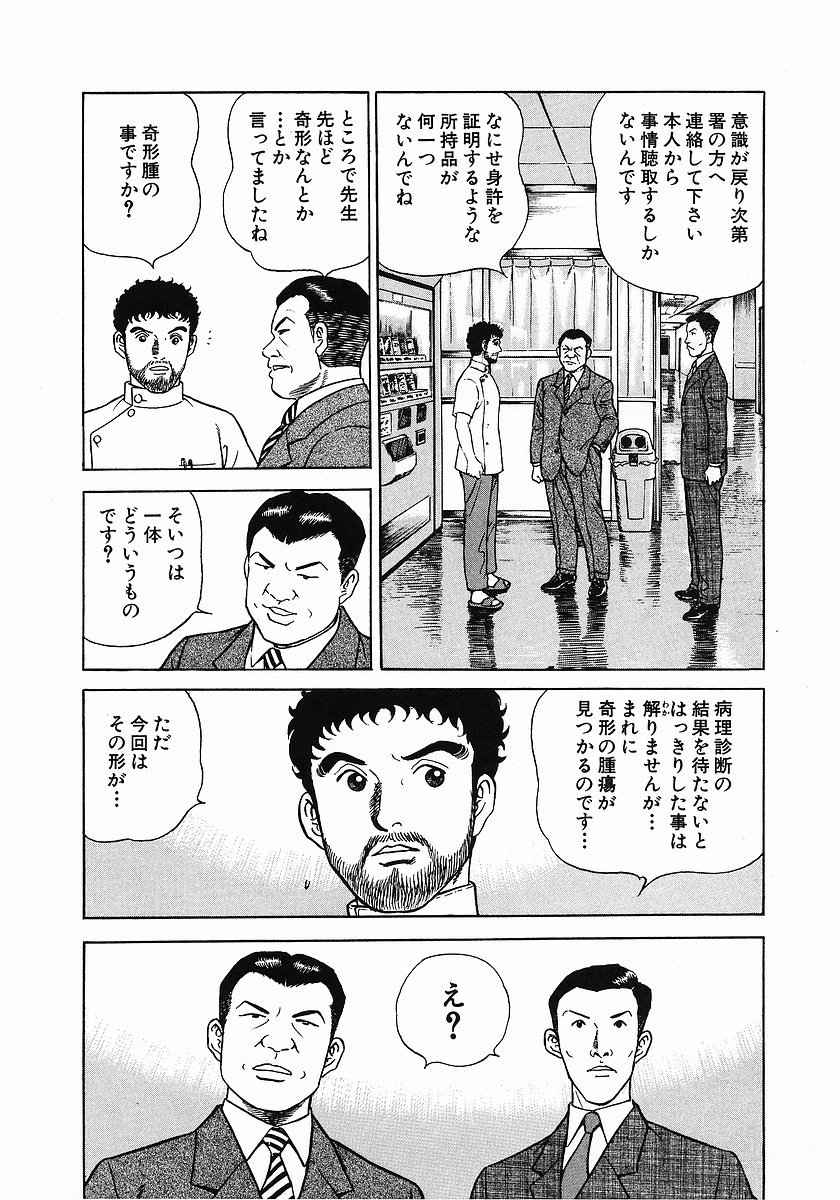 意識が戻り次第
署の方へ
連絡して下さい
本人から
事情聴取するしか
ないんです
なにせ身許を
証明するような
所持品が
何一つ
ないんでね
ところで先生
先ほど
奇形なんとか
…とか
言ってましたね
奇形腫の
事ですか?
そいつは
一体
どういうもの
です?
病理診断の
結果を待たないと
はっきりした事は
解りませんが…
わか
まれに
奇形の腫瘍が
見つかるのです…
ただ
今回は
その形が…
え?